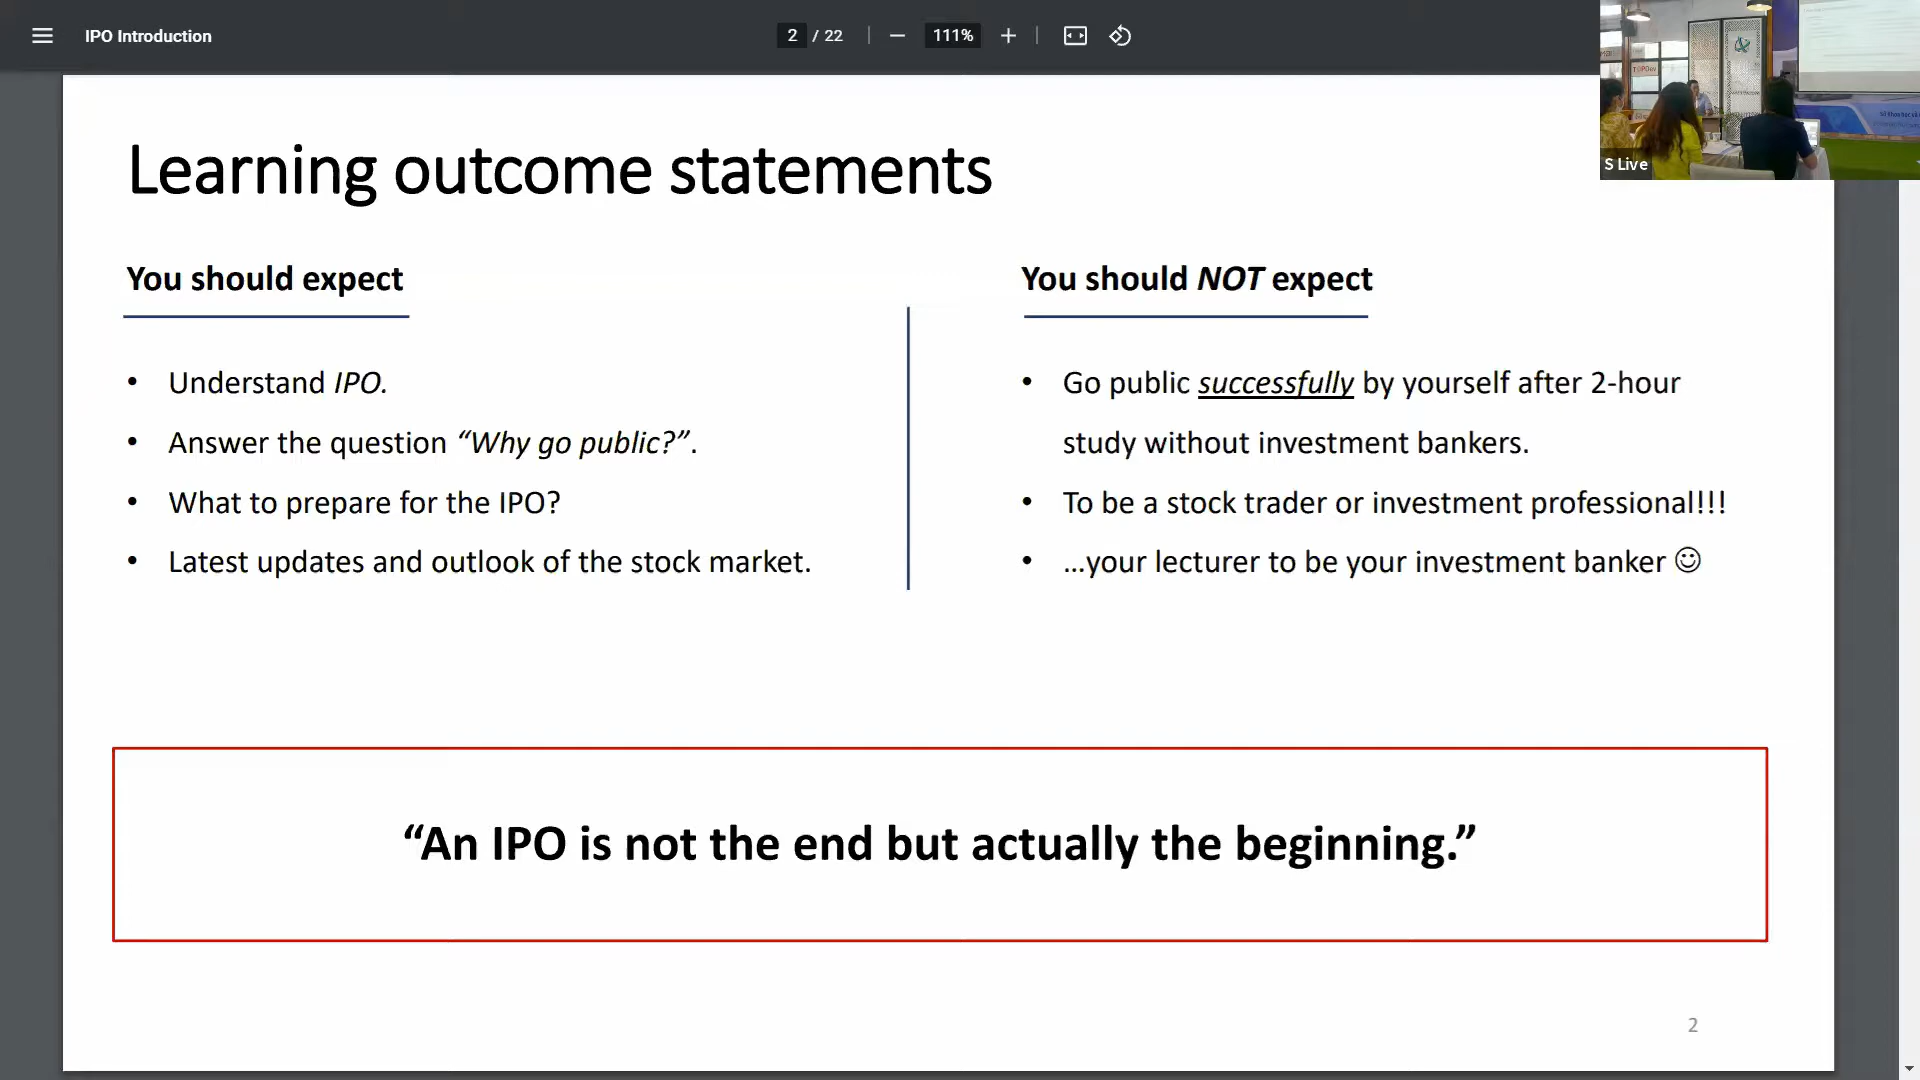 IPO Introduction
2 / 22
111%
TOPDev
S Live
Learning outcome statements
You should expect
• Understand IPO.
• Answer the question “Why go public?”.
• What to prepare for the IPO?
• Latest updates and outlook of the stock market.
You should NOT expect
• Go public successfully by yourself after 2-hour
study without investment bankers.
• To be a stock trader or investment professional!!!
• ...your lecturer to be your investment banker ☺
“An IPO is not the end but actually the beginning.”
2